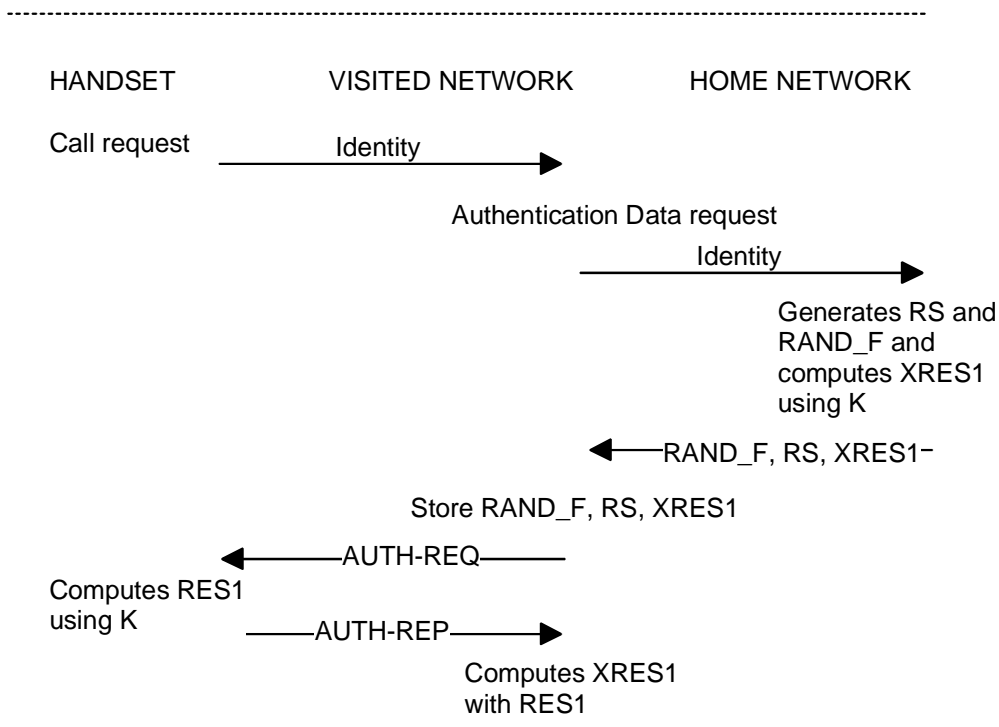 HANDSET VISITED NETWORK HOME NETWORK
Call request Identity
Authentication Data request
Identity
Generates RS and
RAND_F and
computes XRES1
using K
RAND_F, RS, XRES1
Store RAND_F, RS, XRES1
AUTH-REQ
Computes RES1
using K
AUTH-REP
Computes XRES1
with RES1